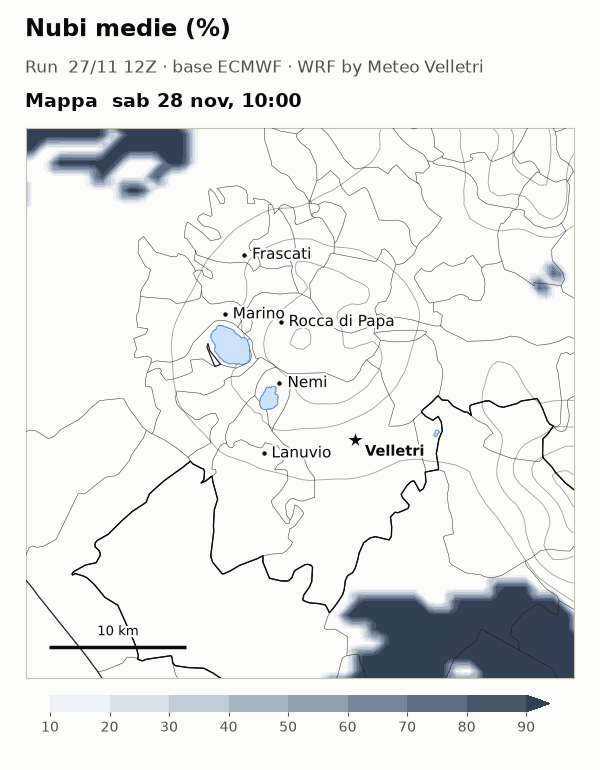 Nubi medie (%)
Run  27/11 12Z · base ECMWF · WRF by Meteo Velletri
Mappa  sab 28 nov, 10:00
Frascati
Marino
Rocca di Papa
Nemi
Velletri
Lanuvio
10 km
10 20 30 40 50 60 70 80 90